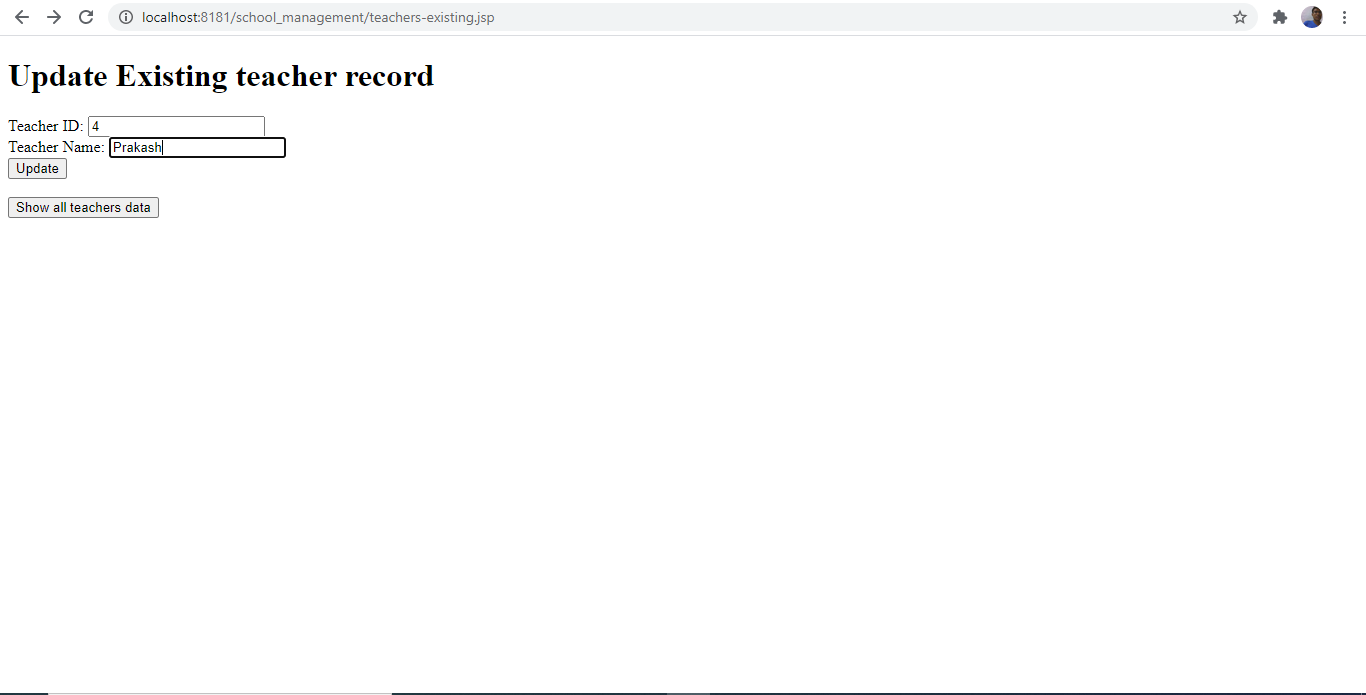 localhost:8181/school_management/teachers-existing.jsp
Update Existing teacher record
Teacher ID: 4
Teacher Name: Prakash
Update
Show all teachers data